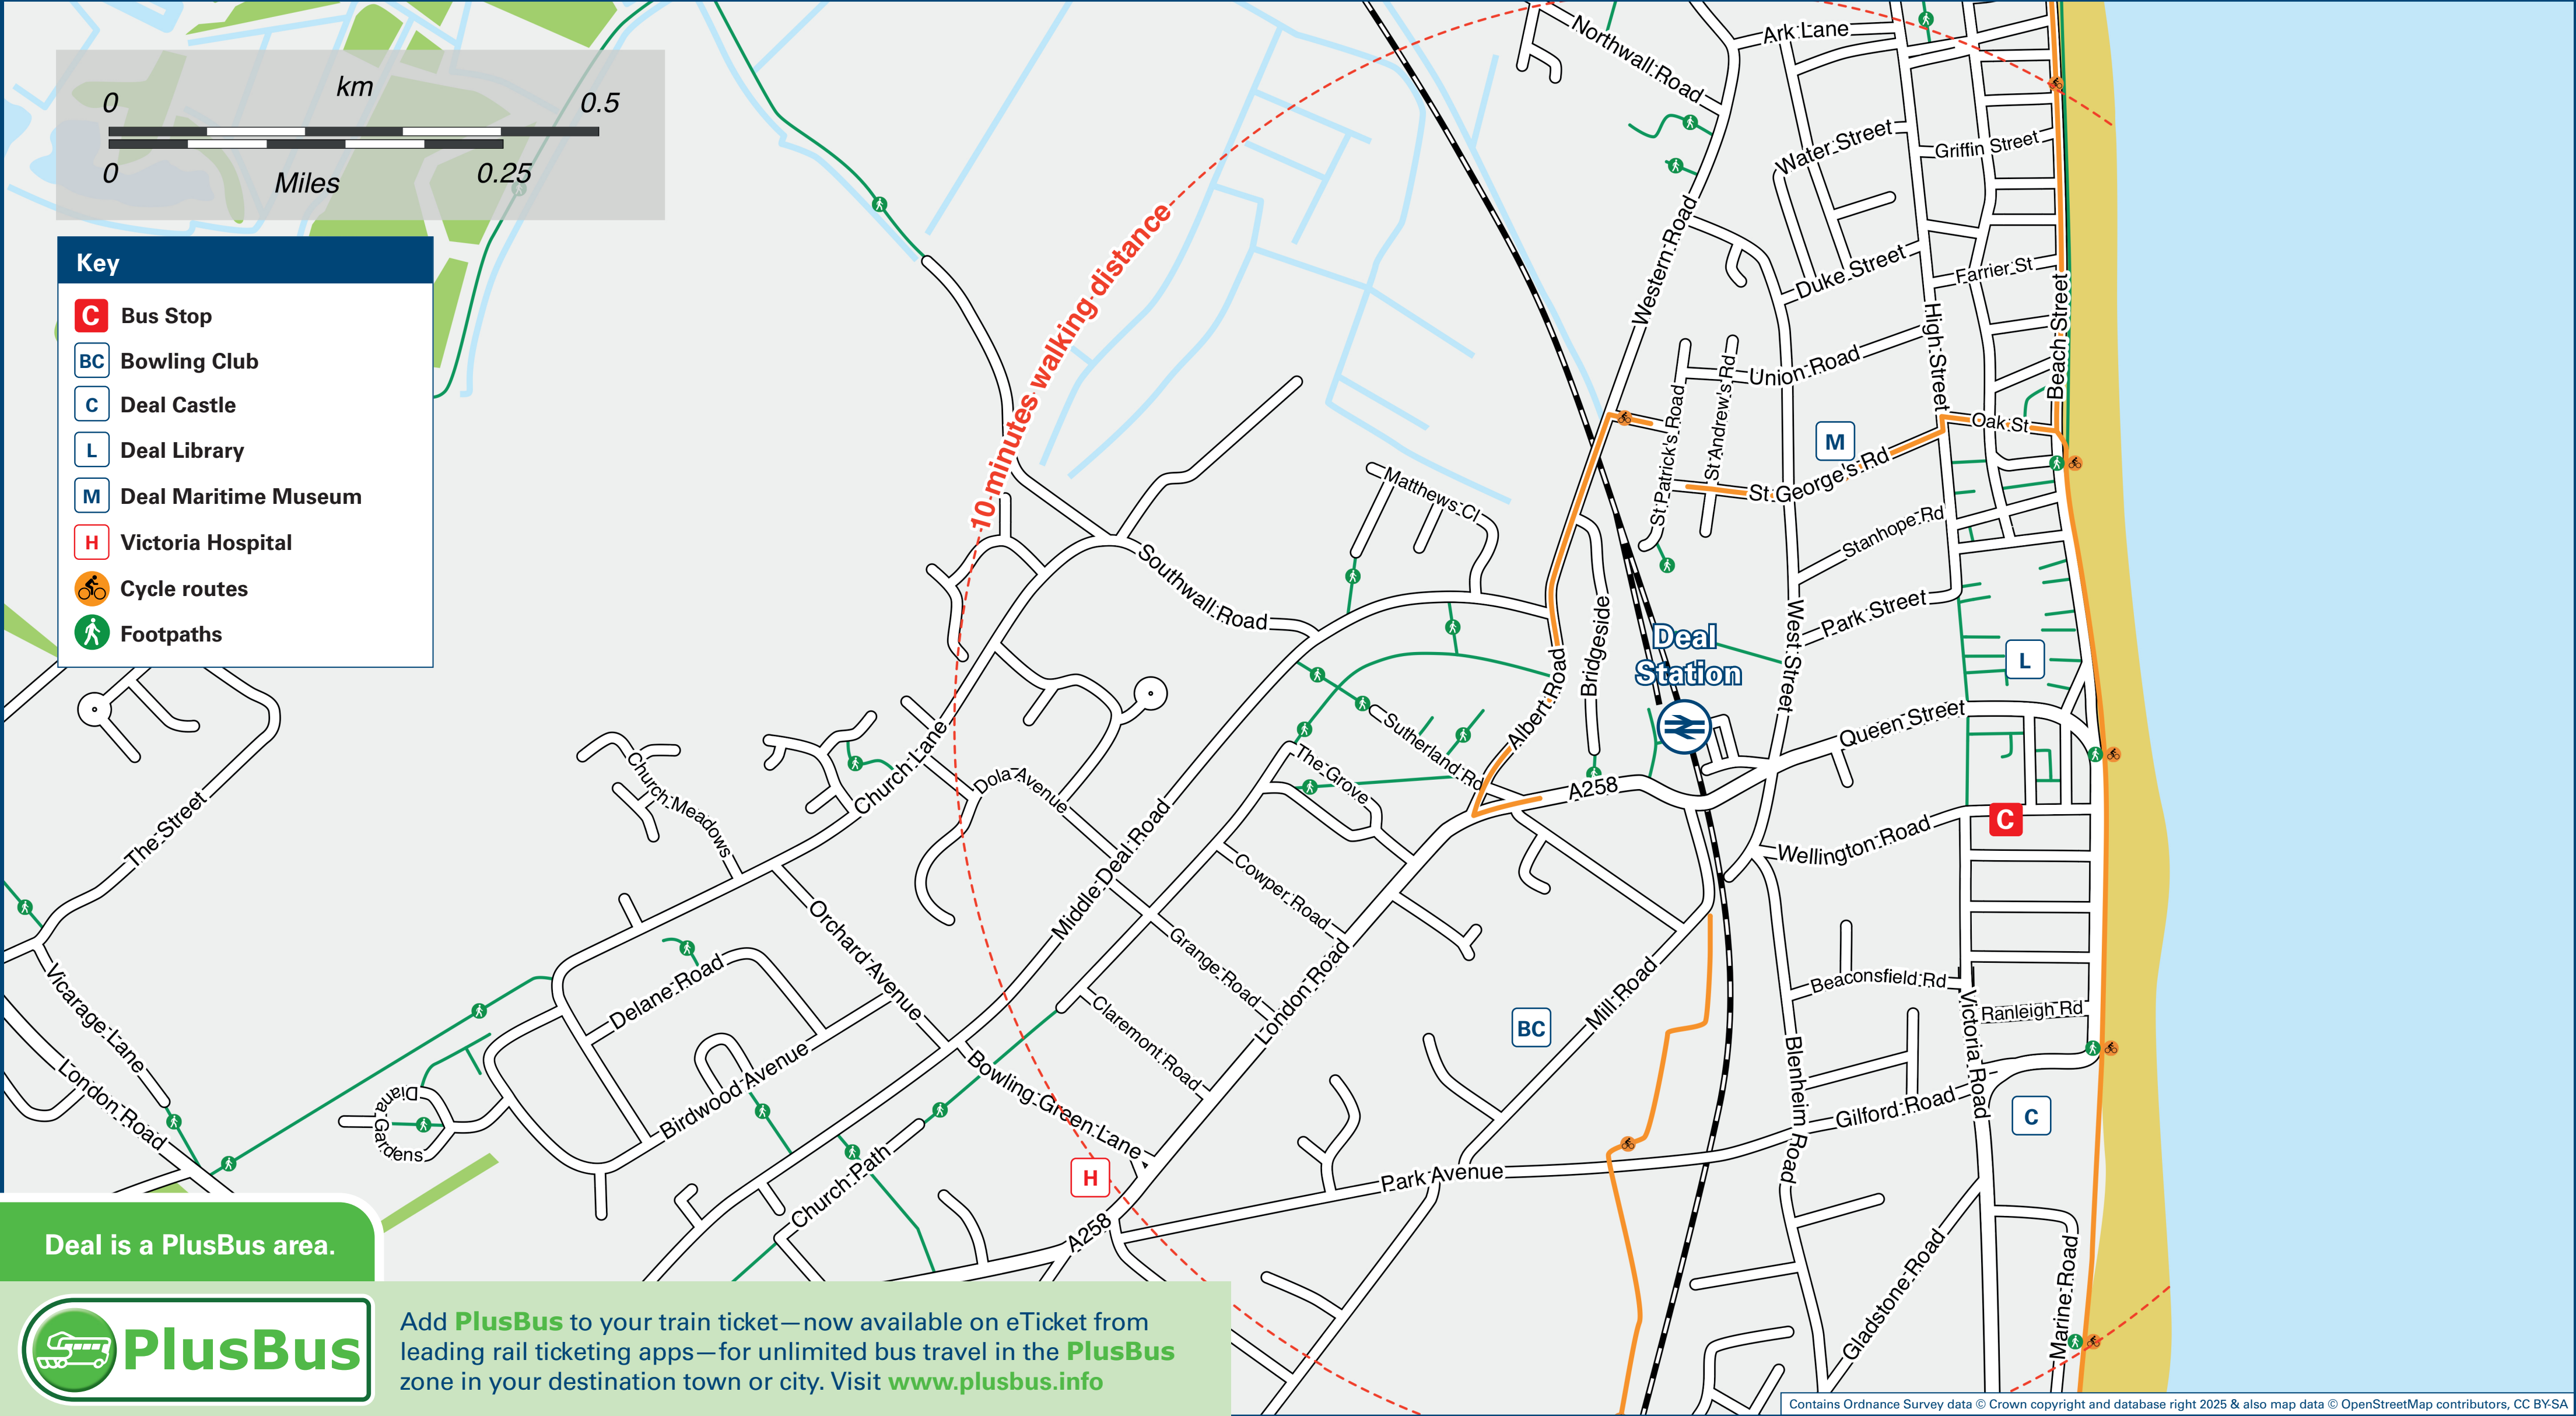 km
0 0.5
0 Miles 0.25
Key
C Bus Stop
BC Bowling Club
C Deal Castle
L Deal Library
M Deal Maritime Museum
H Victoria Hospital
Cycle routes
Footpaths
10 minutes walking distance
Northwall Road
Ark Lane
Water Street
Griffin Street
Western Road
Duke Street
Farrier St
High Street
Beach Street
Union Road
St Patrick's Road
St Andrew's Rd
M
Oak St
St George's Rd
Stanhope Rd
Matthews Cl
Southwall Road
Bridgeside
Albert Road
Deal
Station
West Street
Park Street
L
Queen Street
Sutherland Rd
The Grove
A258
Church Meadows
Church Lane
Dola Avenue
The Street
Middle Deal Road
Cowper Road
C
Wellington Road
Orchard Avenue
Grange Road
London Road
Delane Road
Claremont Road
BC
Mill Road
Beaconsfield Rd
Victoria Road
Ranleigh Rd
Vicarage Lane
London Road
Diana Gardens
Birdwood Avenue
Bowling Green Lane
Blenheim Road
Gilford Road
C
Church Path
H
A258
Park Avenue
Gladstone Road
Marine Road
Deal is a PlusBus area.
PlusBus
Add PlusBus to your train ticket—now available on eTicket from
leading rail ticketing apps—for unlimited bus travel in the PlusBus
zone in your destination town or city. Visit www.plusbus.info
Contains Ordnance Survey data © Crown copyright and database right 2025 & also map data © OpenStreetMap contributors, CC BY-SA